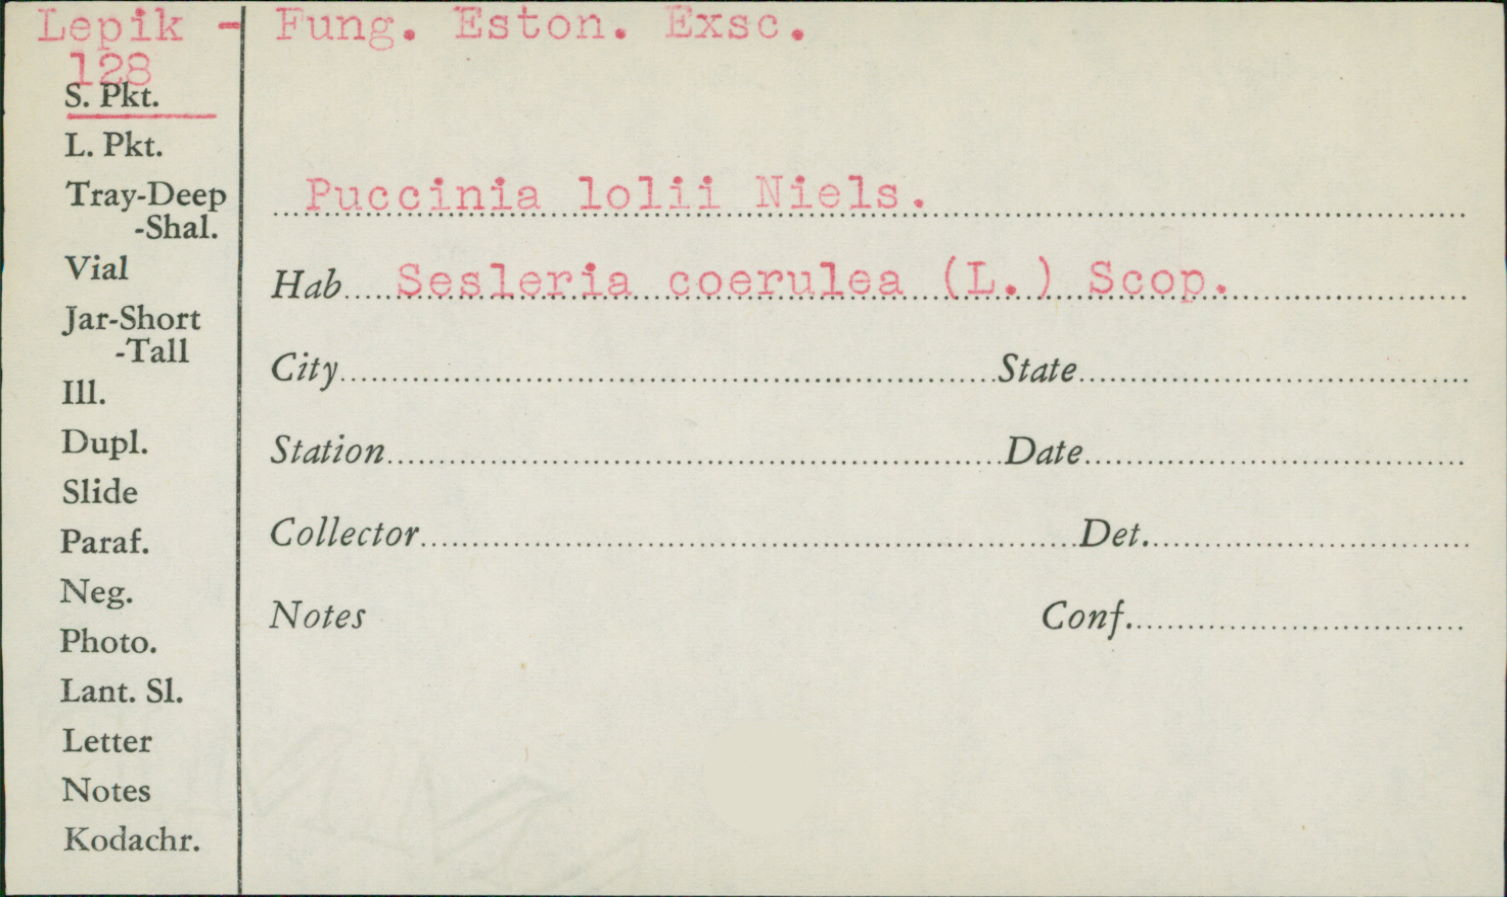 Lepik - Fung. Eston. Exsc.
128
S. Pkt.
L. Pkt.
Tray-Deep
-Shal.
Vial
Jar-Short
-Tall
Ill.
Dupl.
Slide
Paraf.
Neg.
Photo.
Lant. Sl.
Letter
Notes
Kodachr.
Puccinia lolii Niels.
Hab. Sesleria coerulea (L.) Scop.
City State
Station Date
Collector Det.
Notes Conf.